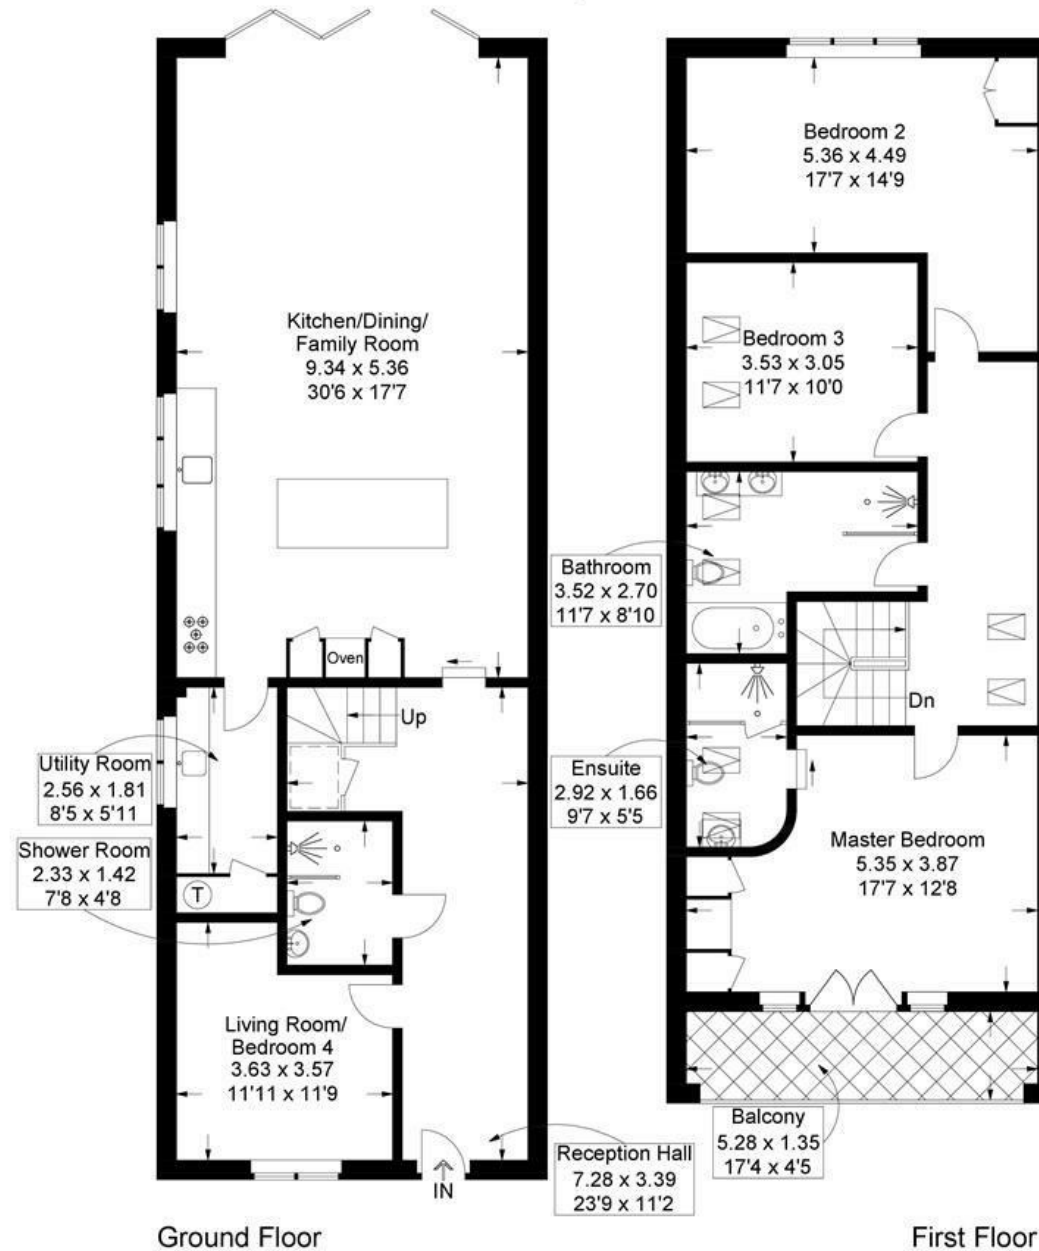 Kitchen/Dining/
Family Room
9.34 x 5.36
30'6 x 17'7
Oven
Up
Utility Room
2.56 x 1.81
8'5 x 5'11
Shower Room
2.33 x 1.42
7'8 x 4'8
T
Living Room/
Bedroom 4
3.63 x 3.57
11'11 x 11'9
IN
Reception Hall
7.28 x 3.39
23'9 x 11'2
Ground Floor
Bedroom 2
5.36 x 4.49
17'7 x 14'9
Bedroom 3
3.53 x 3.05
11'7 x 10'0
Bathroom
3.52 x 2.70
11'7 x 8'10
Dn
Ensuite
2.92 x 1.66
9'7 x 5'5
Master Bedroom
5.35 x 3.87
17'7 x 12'8
Balcony
5.28 x 1.35
17'4 x 4'5
First Floor